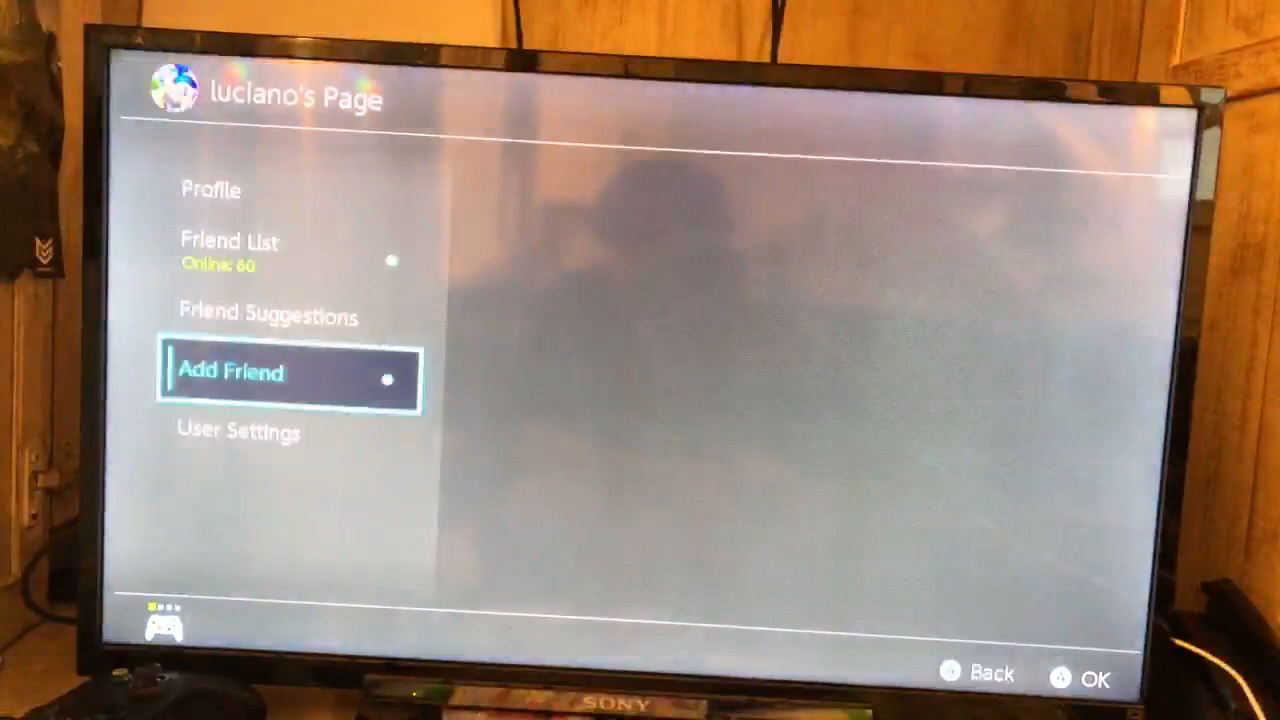 luciano's Page
Profile
Friend List
Online: 60
Friend Suggestions
Add Friend
User Settings
Back
OK
SONY